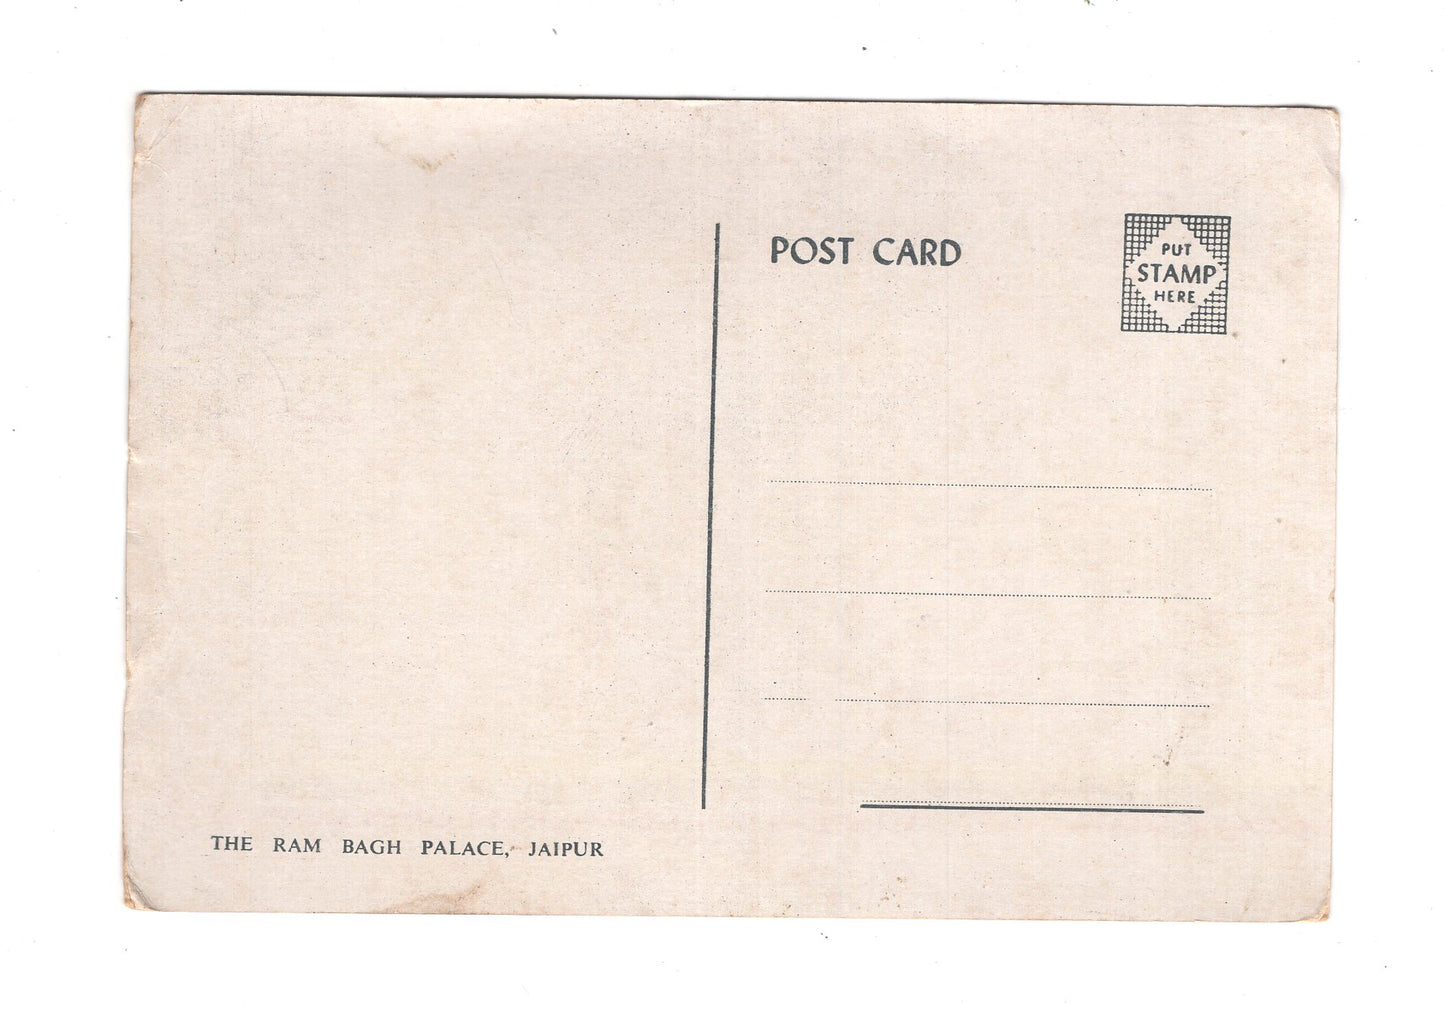 POST CARD
PUT
STAMP
HERE
THE RAM BAGH PALACE, JAIPUR